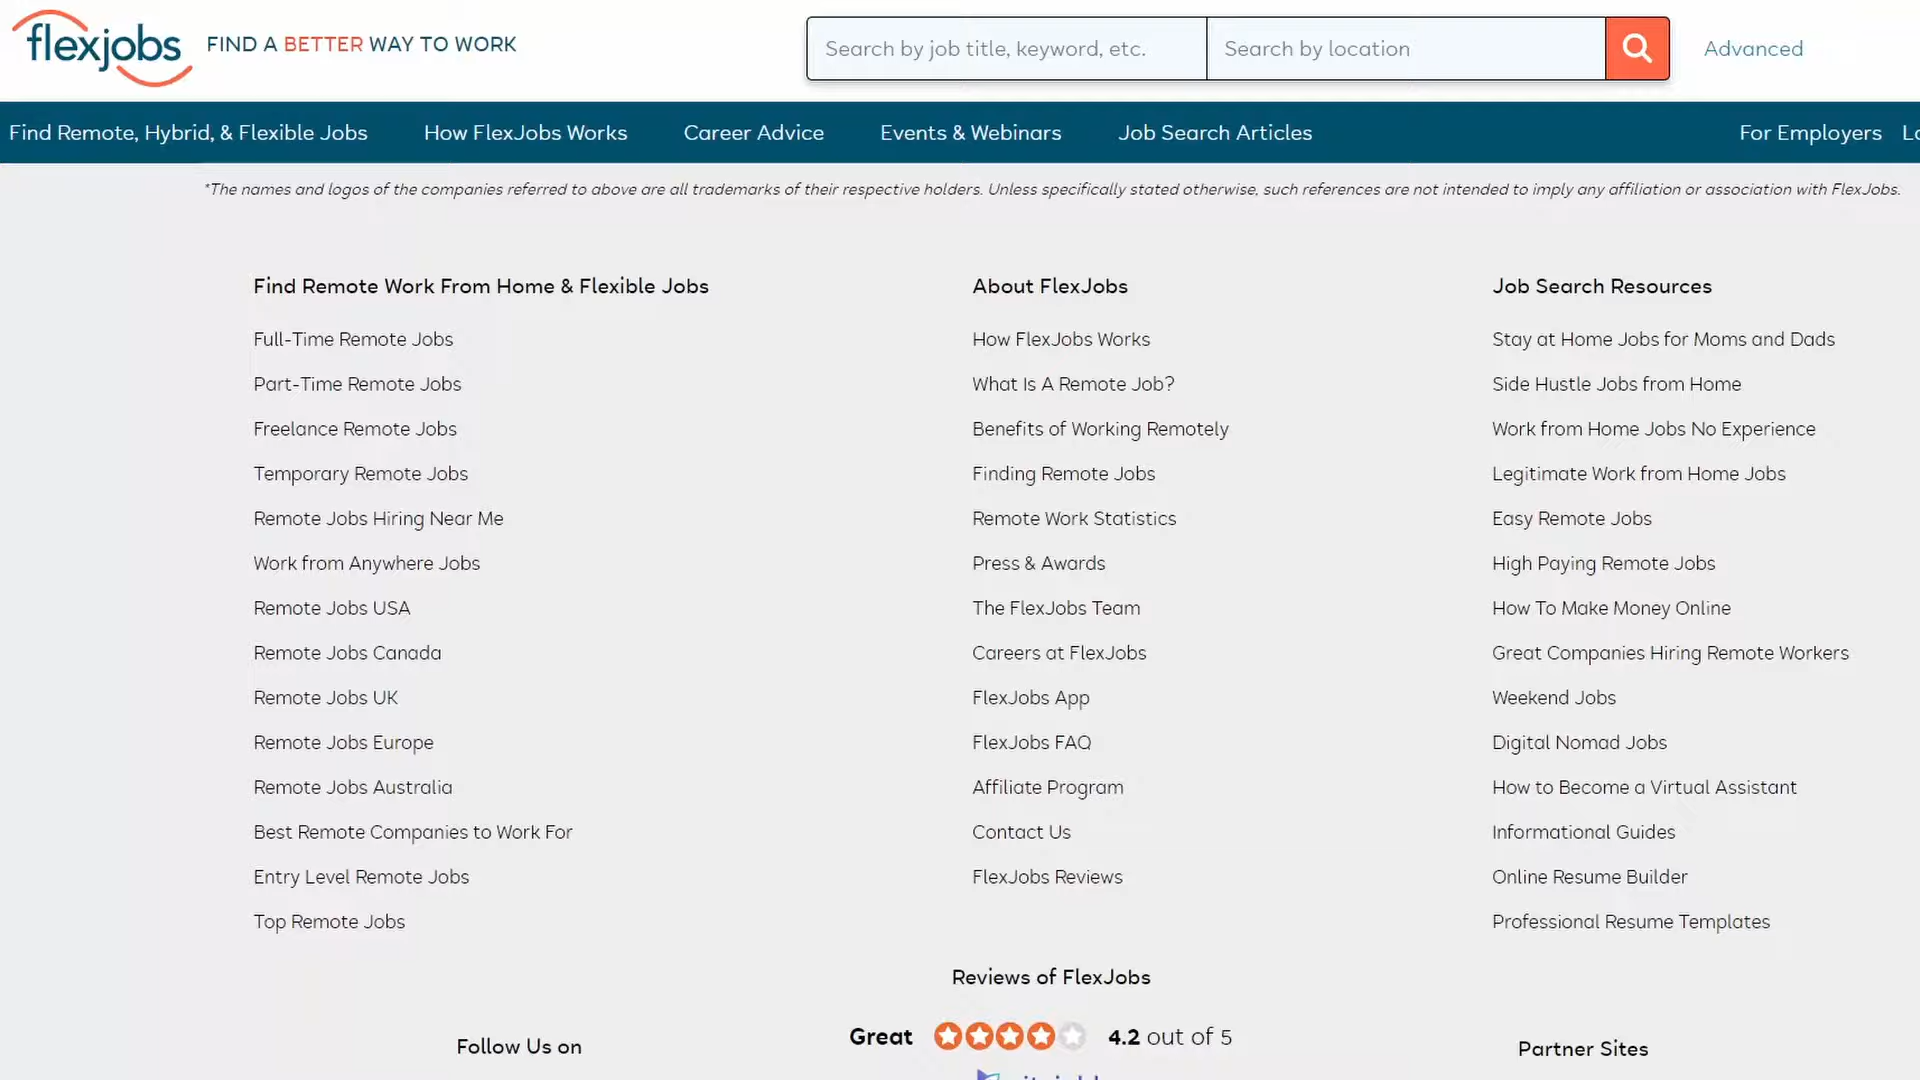 flexjobs FIND A BETTER WAY TO WORK
Search by job title, keyword, etc.
Search by location
Advanced
Find Remote, Hybrid, & Flexible Jobs
How FlexJobs Works
Career Advice
Events & Webinars
Job Search Articles
For Employers
*The names and logos of the companies referred to above are all trademarks of their respective holders. Unless specifically stated otherwise, such references are not intended to imply any affiliation or association with FlexJobs.
Find Remote Work From Home & Flexible Jobs
Full-Time Remote Jobs
Part-Time Remote Jobs
Freelance Remote Jobs
Temporary Remote Jobs
Remote Jobs Hiring Near Me
Work from Anywhere Jobs
Remote Jobs USA
Remote Jobs Canada
Remote Jobs UK
Remote Jobs Europe
Remote Jobs Australia
Best Remote Companies to Work For
Entry Level Remote Jobs
Top Remote Jobs
About FlexJobs
How FlexJobs Works
What Is A Remote Job?
Benefits of Working Remotely
Finding Remote Jobs
Remote Work Statistics
Press & Awards
The FlexJobs Team
Careers at FlexJobs
FlexJobs App
FlexJobs FAQ
Affiliate Program
Contact Us
FlexJobs Reviews
Job Search Resources
Stay at Home Jobs for Moms and Dads
Side Hustle Jobs from Home
Work from Home Jobs No Experience
Legitimate Work from Home Jobs
Easy Remote Jobs
High Paying Remote Jobs
How To Make Money Online
Great Companies Hiring Remote Workers
Weekend Jobs
Digital Nomad Jobs
How to Become a Virtual Assistant
Informational Guides
Online Resume Builder
Professional Resume Templates
Follow Us on
Reviews of FlexJobs
Great 4.2 out of 5
Partner Sites